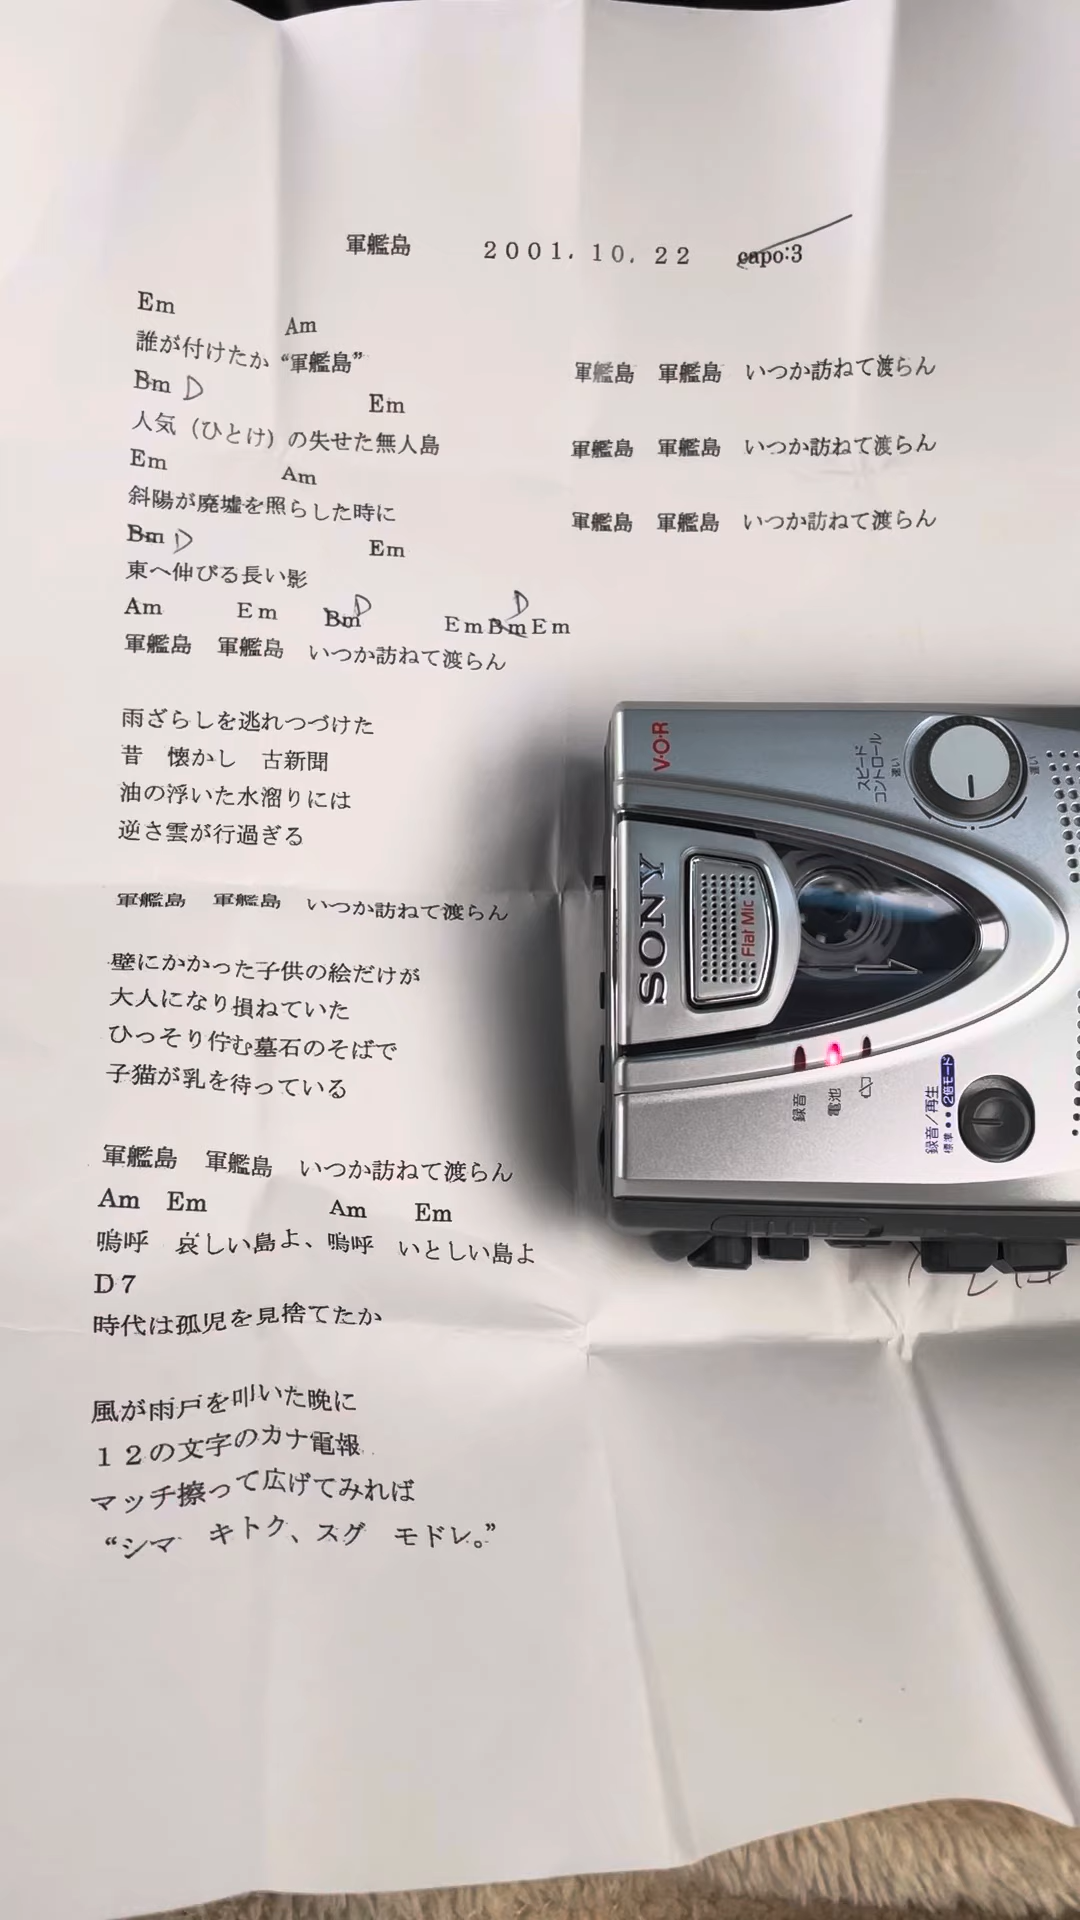 軍艦島　2001.10.22　capo:3
Em
Am
誰が付けたか“軍艦島”
Bm D
Em
人気（ひとけ）の失せた無人島
Em
Am
斜陽が廃墟を照らした時に
Bm D
Em
東へ伸びる長い影
D D
Am Em Bm EmBmEm
軍艦島　軍艦島　いつか訪ねて渡らん
雨ざらしを逃れつづけた
昔　懐かし　古新聞
油の浮いた水溜りには
逆さ雲が行過ぎる
軍艦島　軍艦島　いつか訪ねて渡らん
壁にかかった子供の絵だけが
大人になり損ねていた
ひっそり佇む墓石のそばで
子猫が乳を待っている
軍艦島　軍艦島　いつか訪ねて渡らん
Am Em Am Em
嗚呼　哀しい島よ、嗚呼　いとしい島よ
D7
時代は孤児を見捨てたか
風が雨戸を叩いた晩に
12の文字のカナ電報
マッチ擦って広げてみれば
“シマ　キトク、スグ　モドレ。”
軍艦島　軍艦島　いつか訪ねて渡らん
軍艦島　軍艦島　いつか訪ねて渡らん
軍艦島　軍艦島　いつか訪ねて渡らん
V・O・R
SONY
Flat Mic
スピード
コントロール
遅い
速い
録音
電池
録音/再生
標準 2倍モード